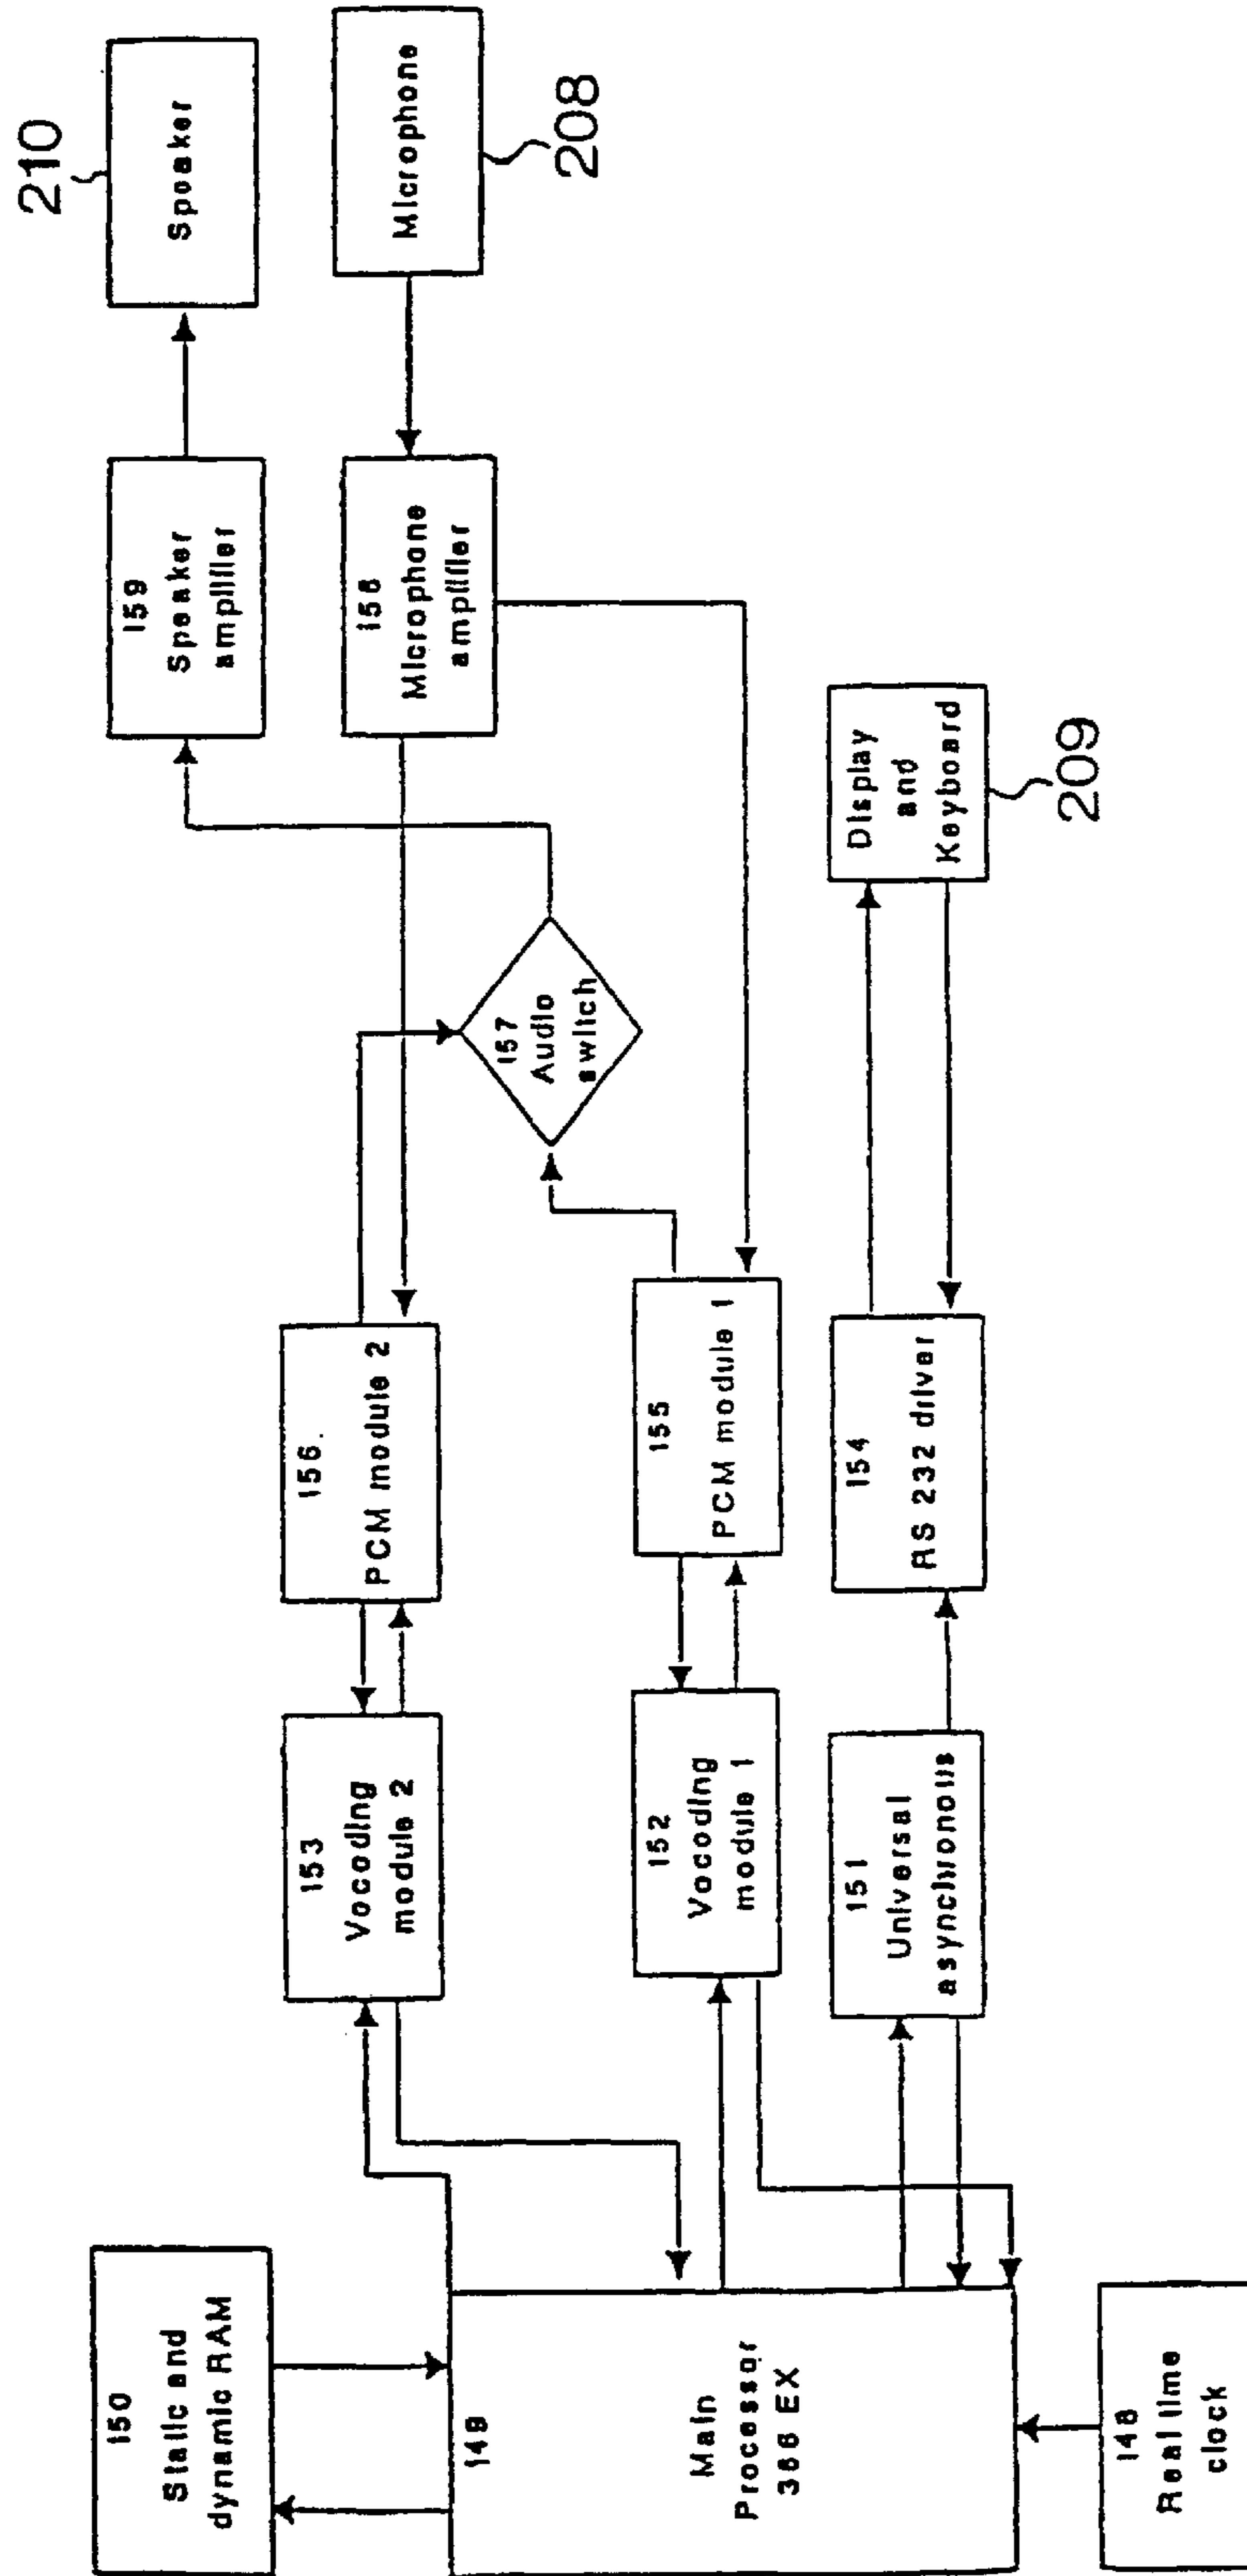 150
Static and
dynamic RAM
149
Main
Processor
386 EX
148
Real time
clock
153
Vocoding
module 2
152
Vocoding
module 1
151
Universal
asynchronous
156.
PCM module 2
155
PCM module 1
154
RS 232 driver
157
Audio
switch
159
Speaker
amplifier
158
Microphone
amplifier
Display
and
Keyboard
209
210
Speaker
Microphone
208